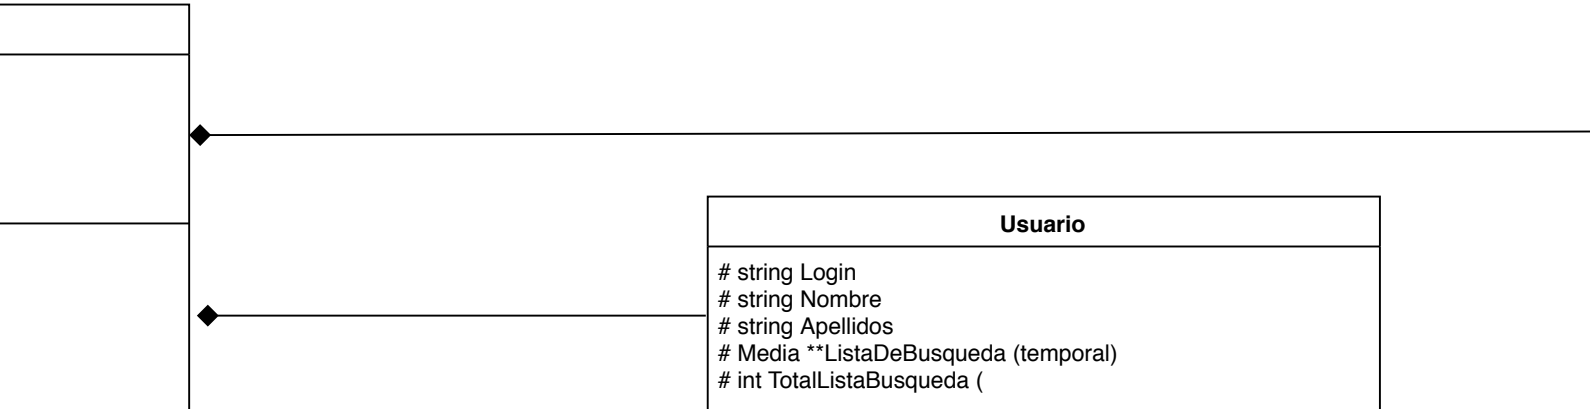 Usuario
# string Login
# string Nombre
# string Apellidos
# Media **ListaDeBusqueda (temporal)
# int TotalListaBusqueda (